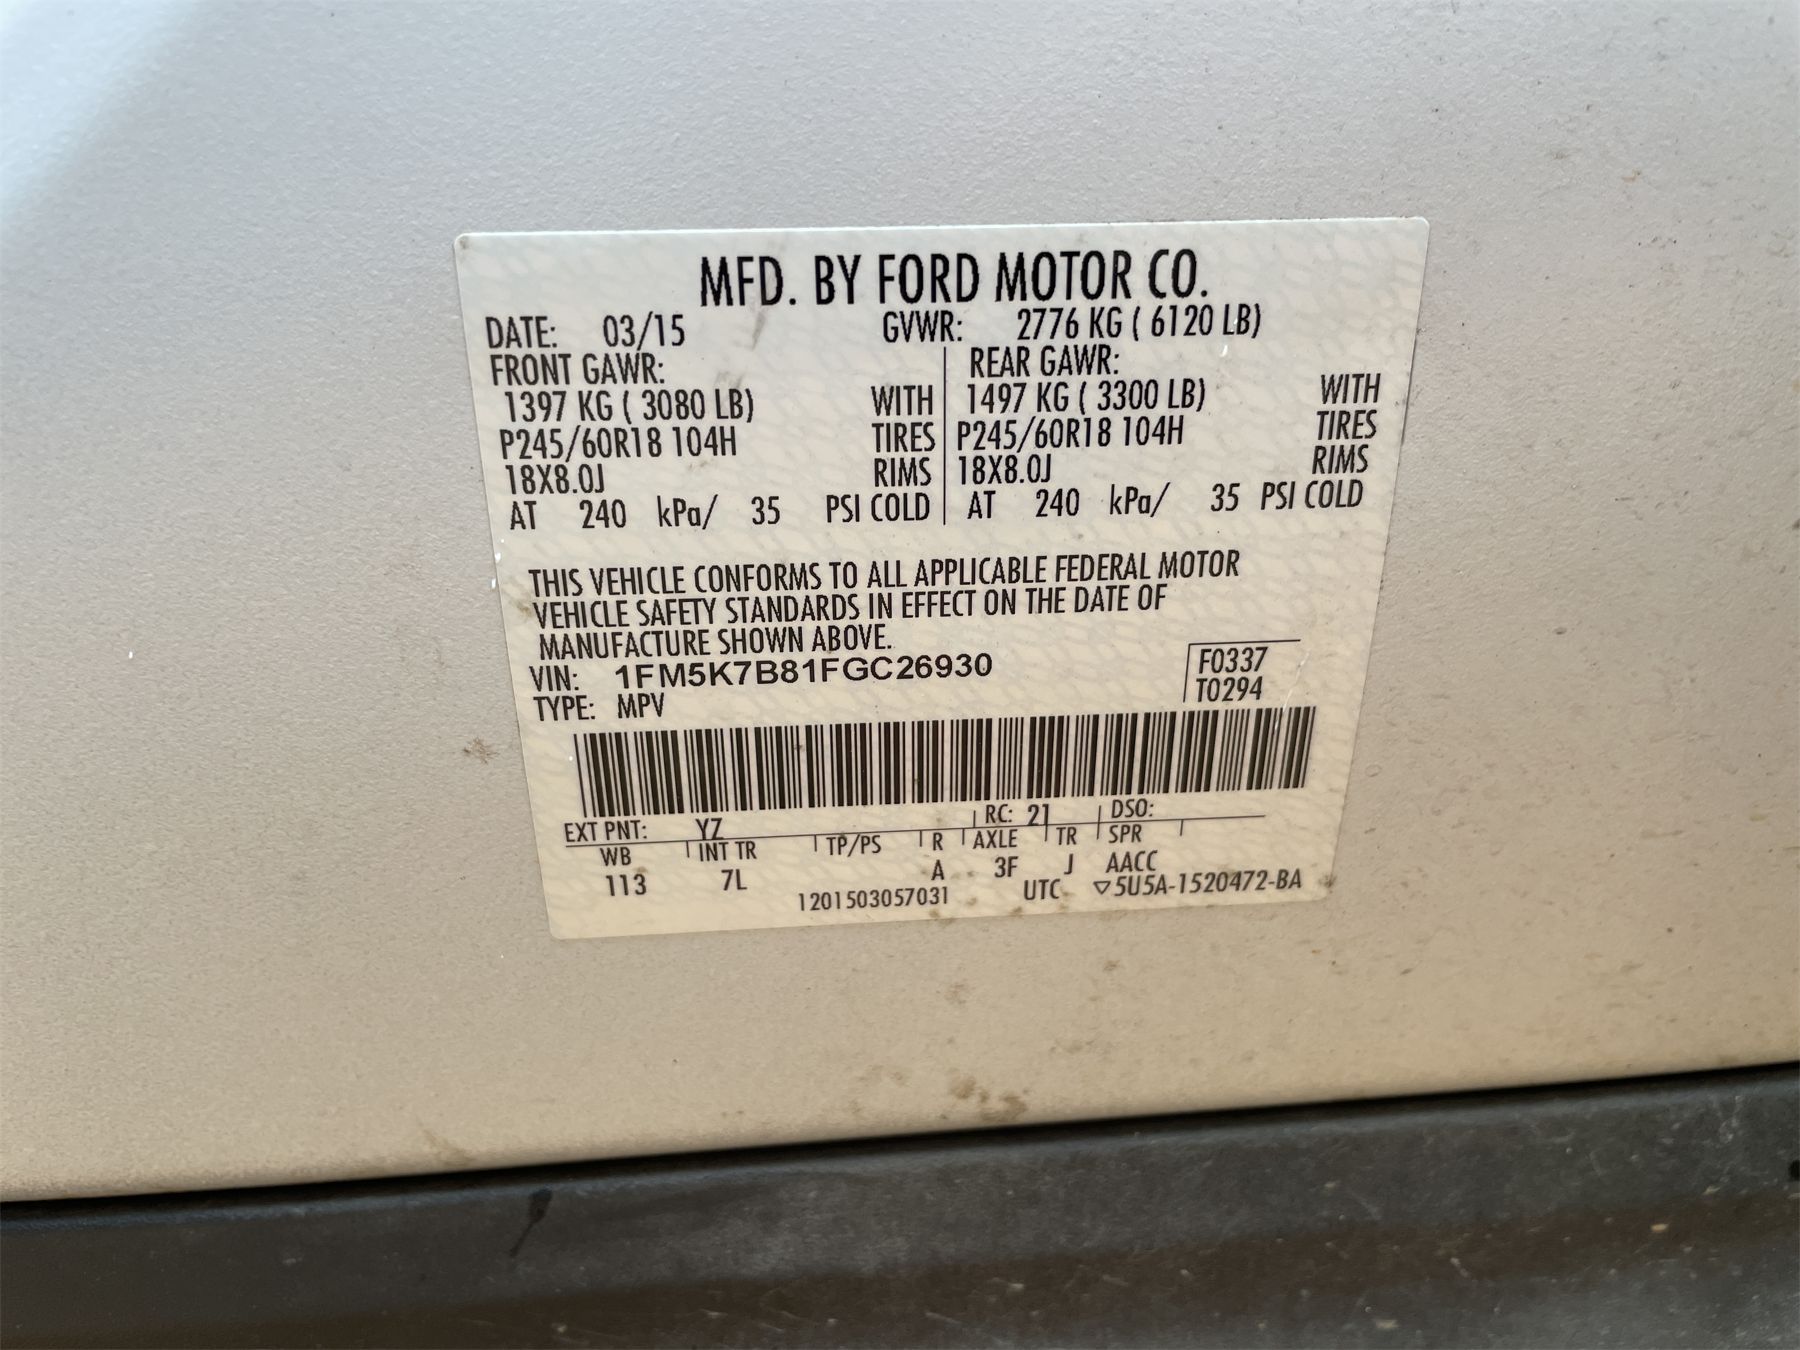 MFD. BY FORD MOTOR CO.
DATE: 03/15 GVWR: 2776 KG ( 6120 LB)
FRONT GAWR: REAR GAWR:
1397 KG ( 3080 LB) WITH 1497 KG ( 3300 LB) WITH
P245/60R18 104H TIRES P245/60R18 104H TIRES
18X8.0J RIMS 18X8.0J RIMS
AT 240 kPa/ 35 PSI COLD AT 240 kPa/ 35 PSI COLD
THIS VEHICLE CONFORMS TO ALL APPLICABLE FEDERAL MOTOR
VEHICLE SAFETY STANDARDS IN EFFECT ON THE DATE OF
MANUFACTURE SHOWN ABOVE.
VIN: 1FM5K7B81FGC26930 F0337
TYPE: MPV T0294
EXT PNT: YZ RC: 21 DSO:
WB INT TR TP/PS R AXLE TR SPR
113 7L A 3F J AACC
1201503057031 UTC ▽5U5A-1520472-BA